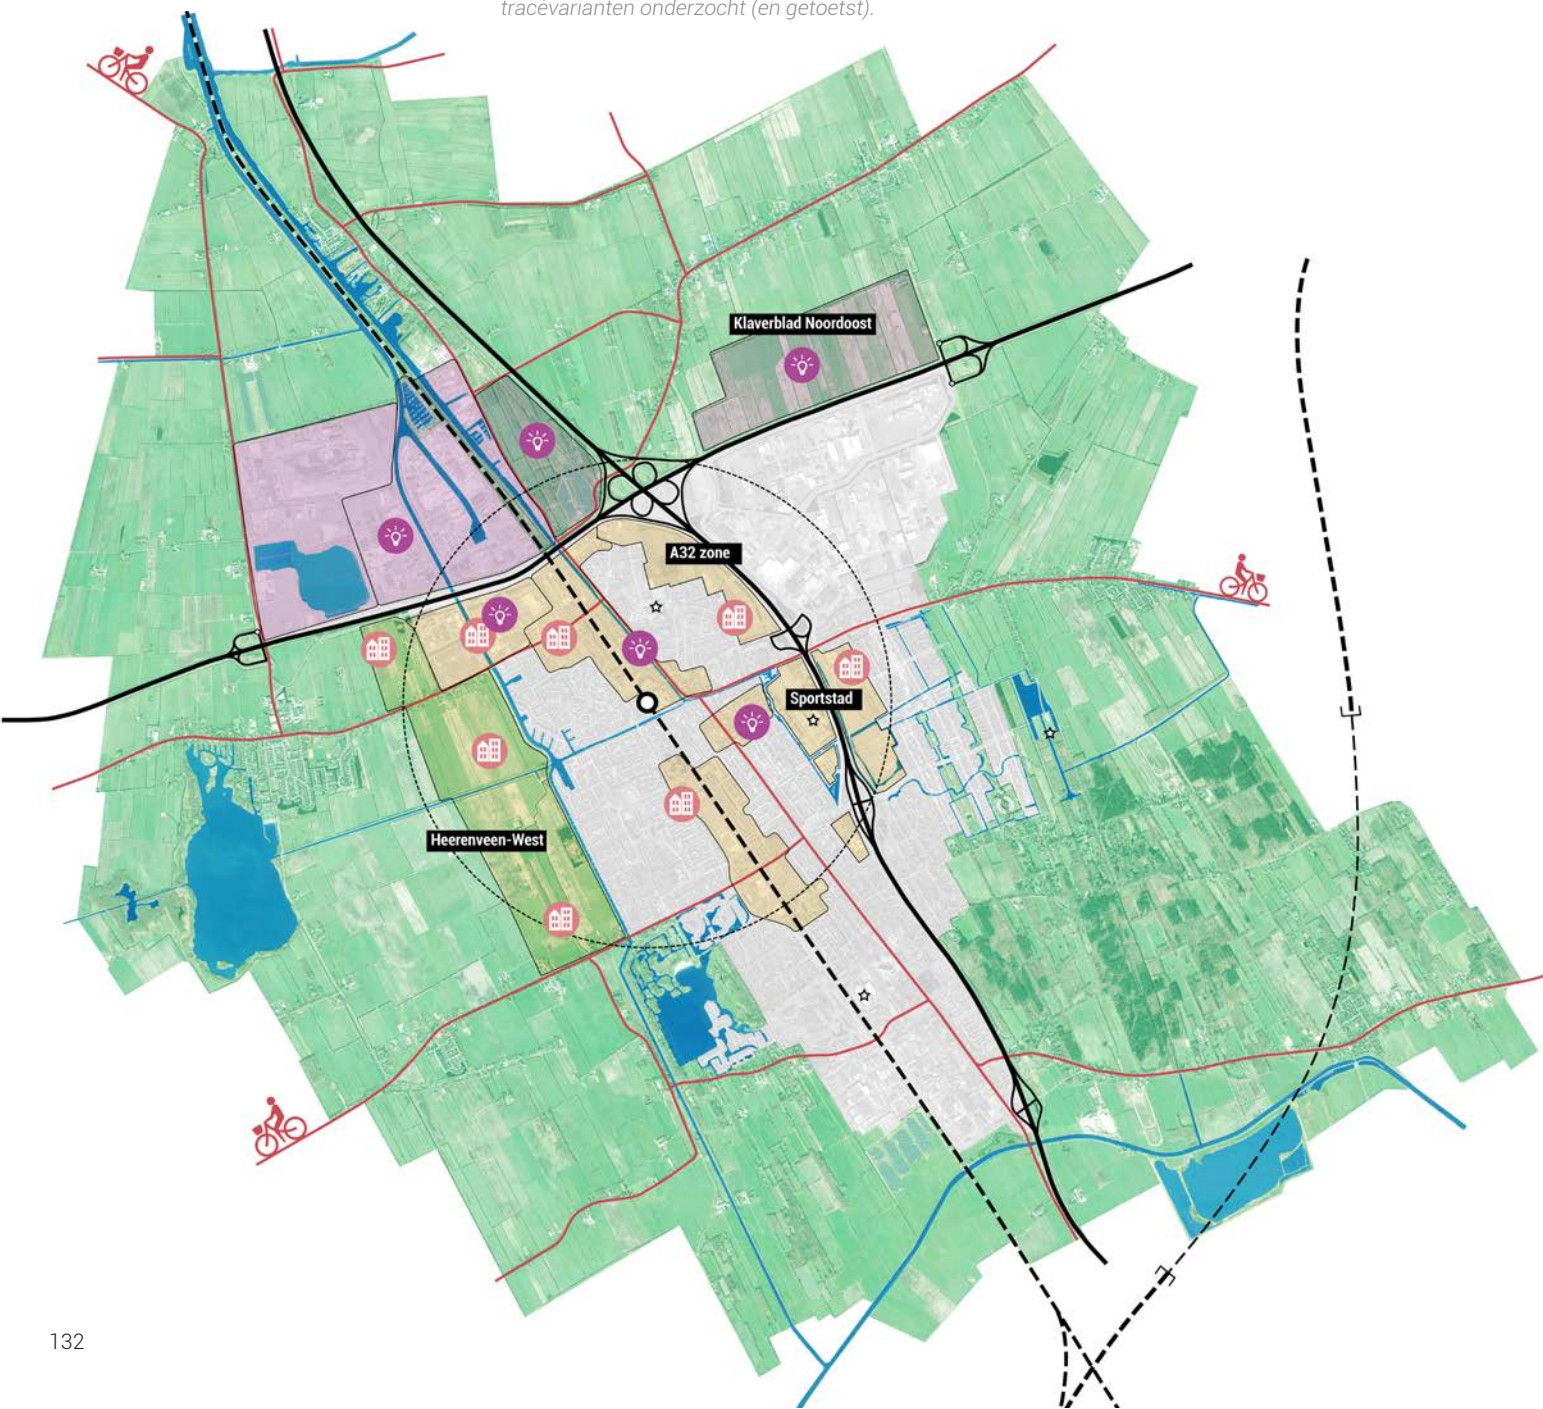 tracévarianten onderzocht (en getoetst).
Klaverblad Noordoost
A32 zone
Sportstad
Heerenveen-West
132